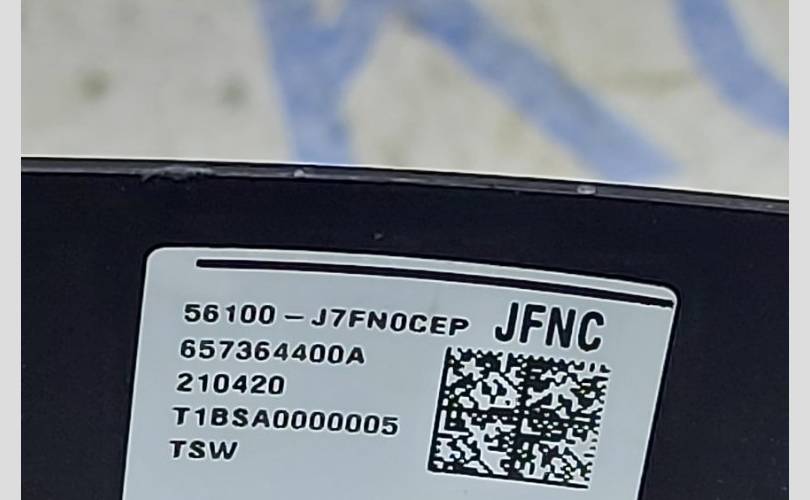 56100-J7FN0CEP JFNC
657364400A
210420
T1BSA0000005
TSW